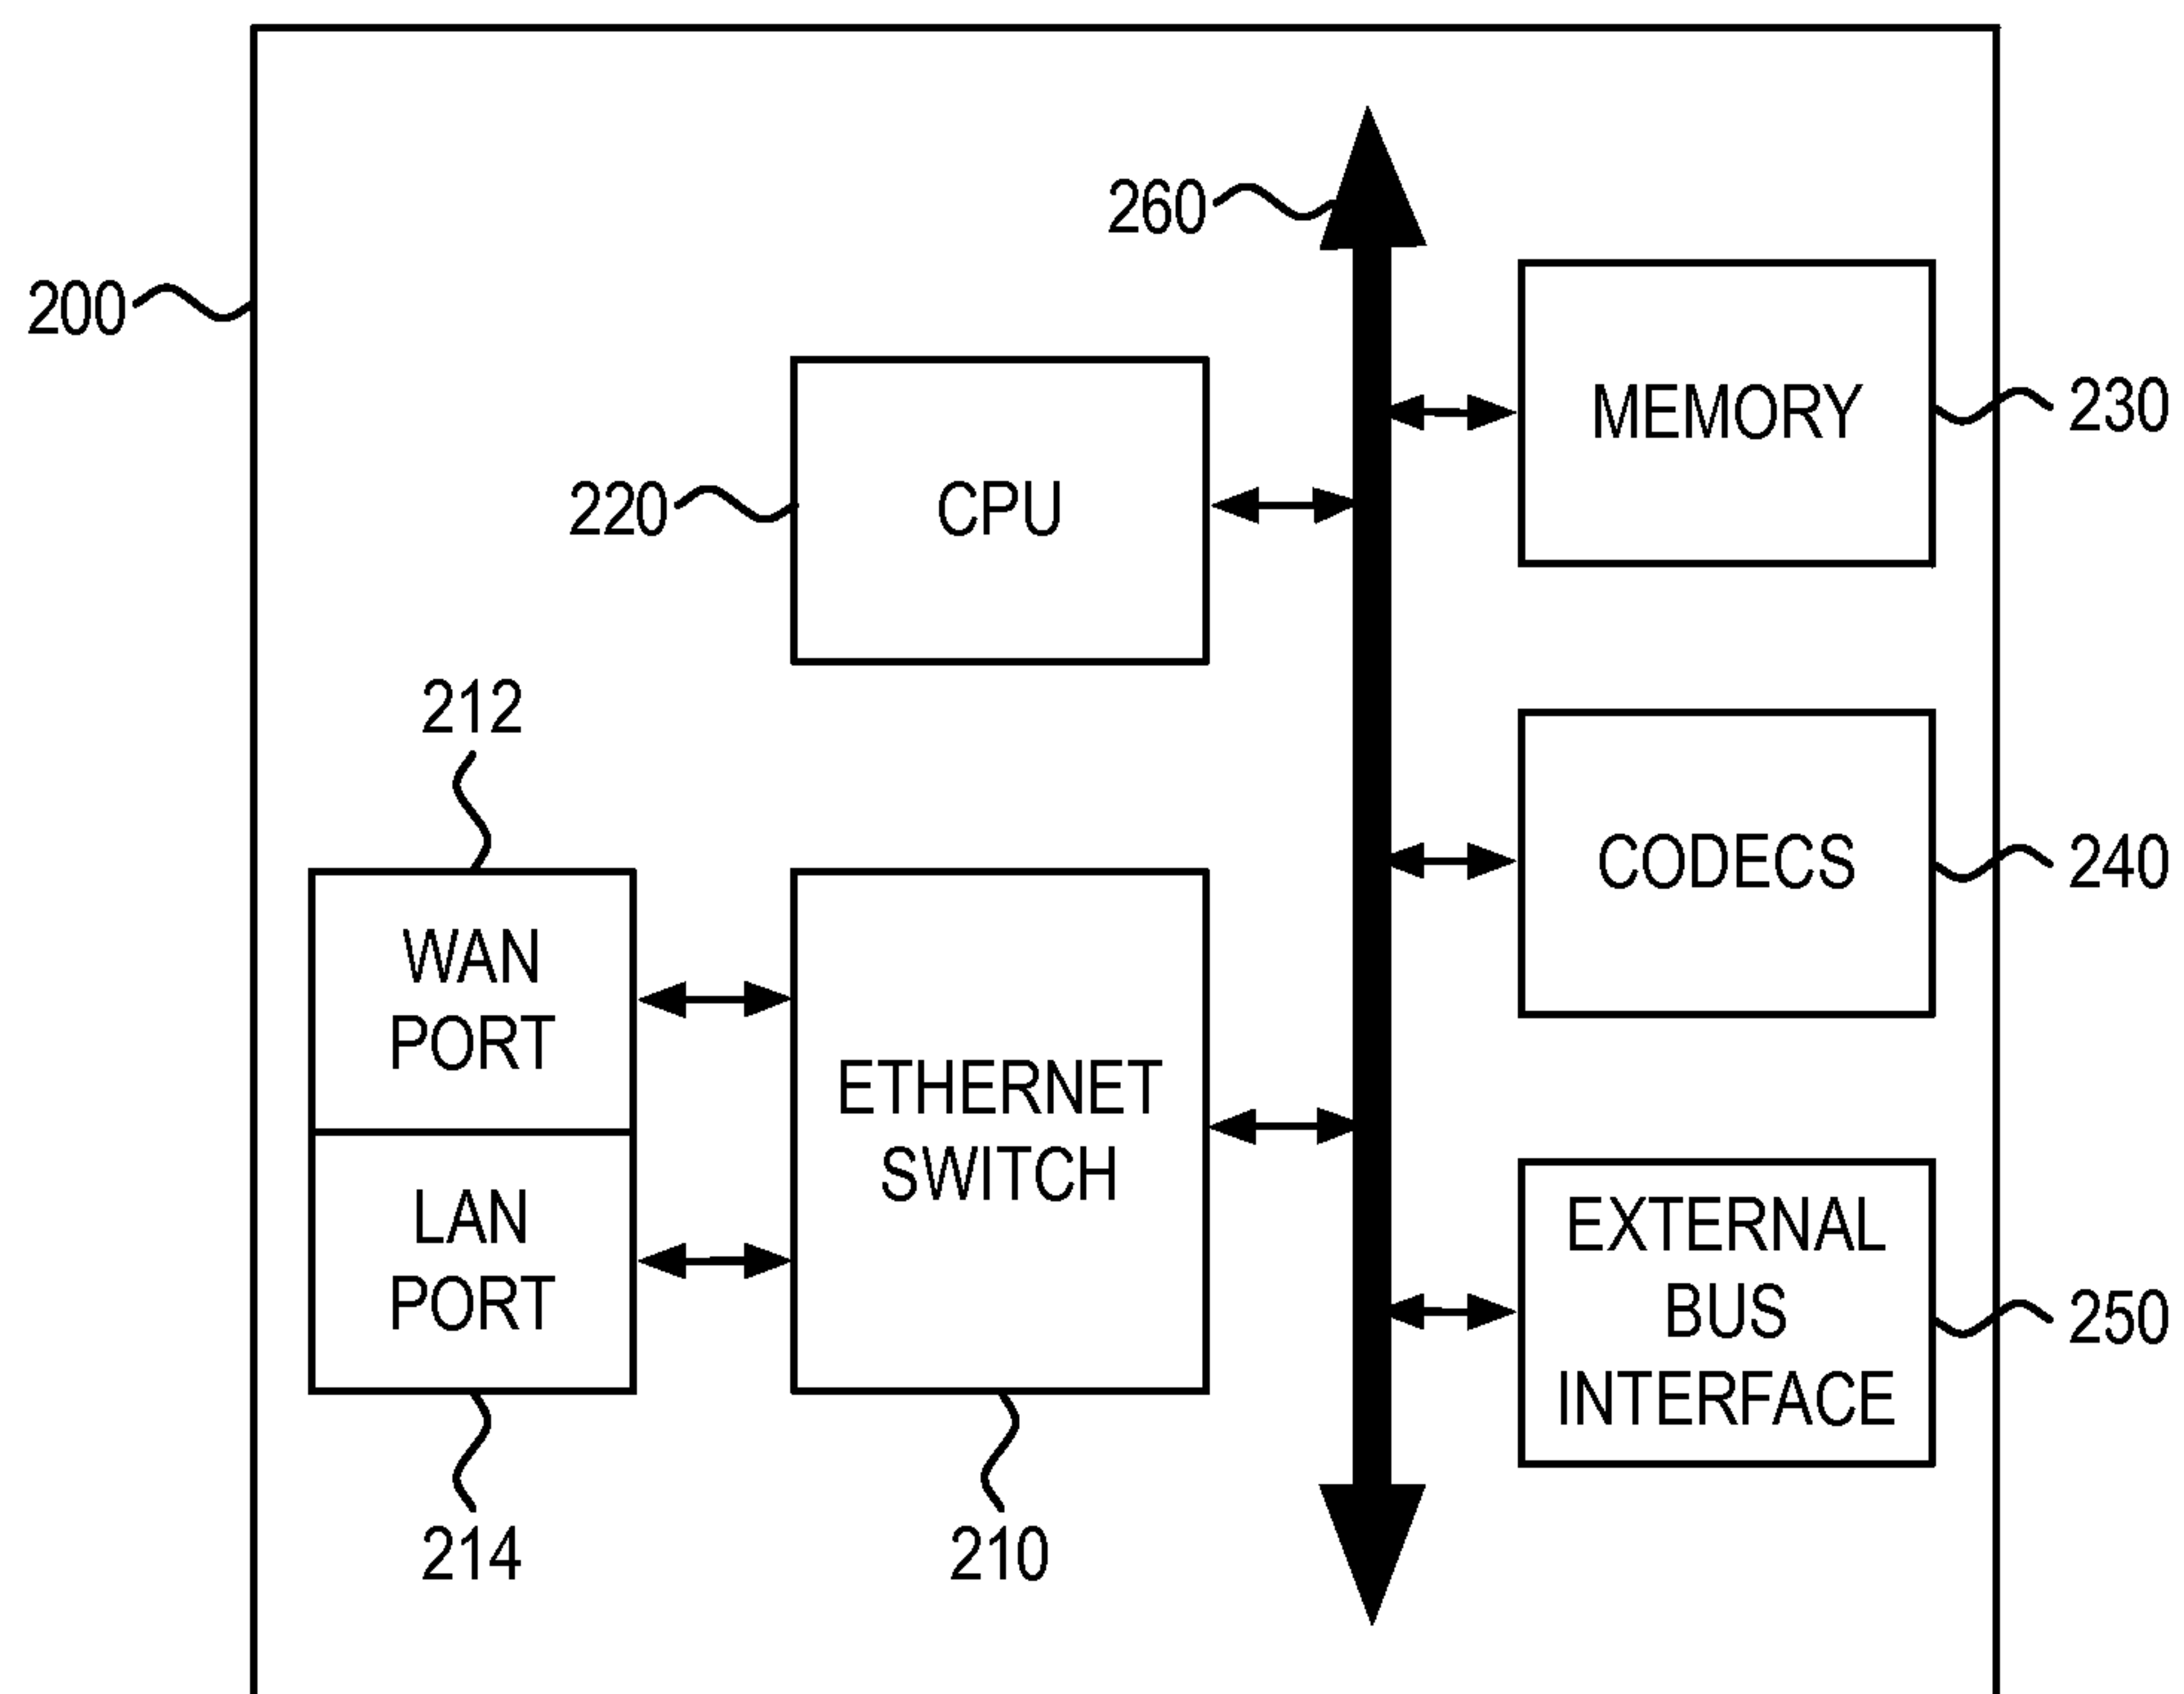 260
200
MEMORY
230
220
CPU
212
CODECS
240
WAN
PORT
ETHERNET
SWITCH
LAN
PORT
EXTERNAL
BUS
INTERFACE
250
214
210